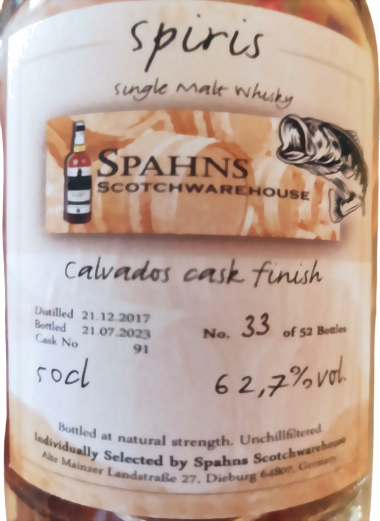 Spiris
Single Malt Whisky
SPAHNS
SCOTCHWAREHOUSE
Calvados cask finish
Distilled 21.12.2017
Bottled 21.07.2023
Cask No 91
No. 33 of 52 Bottles
50cl
62,7% vol.
Bottled at natural strength. Unchillfiltered.
Individually Selected by Spahns Scotchwarehouse
Alte Mainzer Landstraße 27, Dieburg 64807, Germany